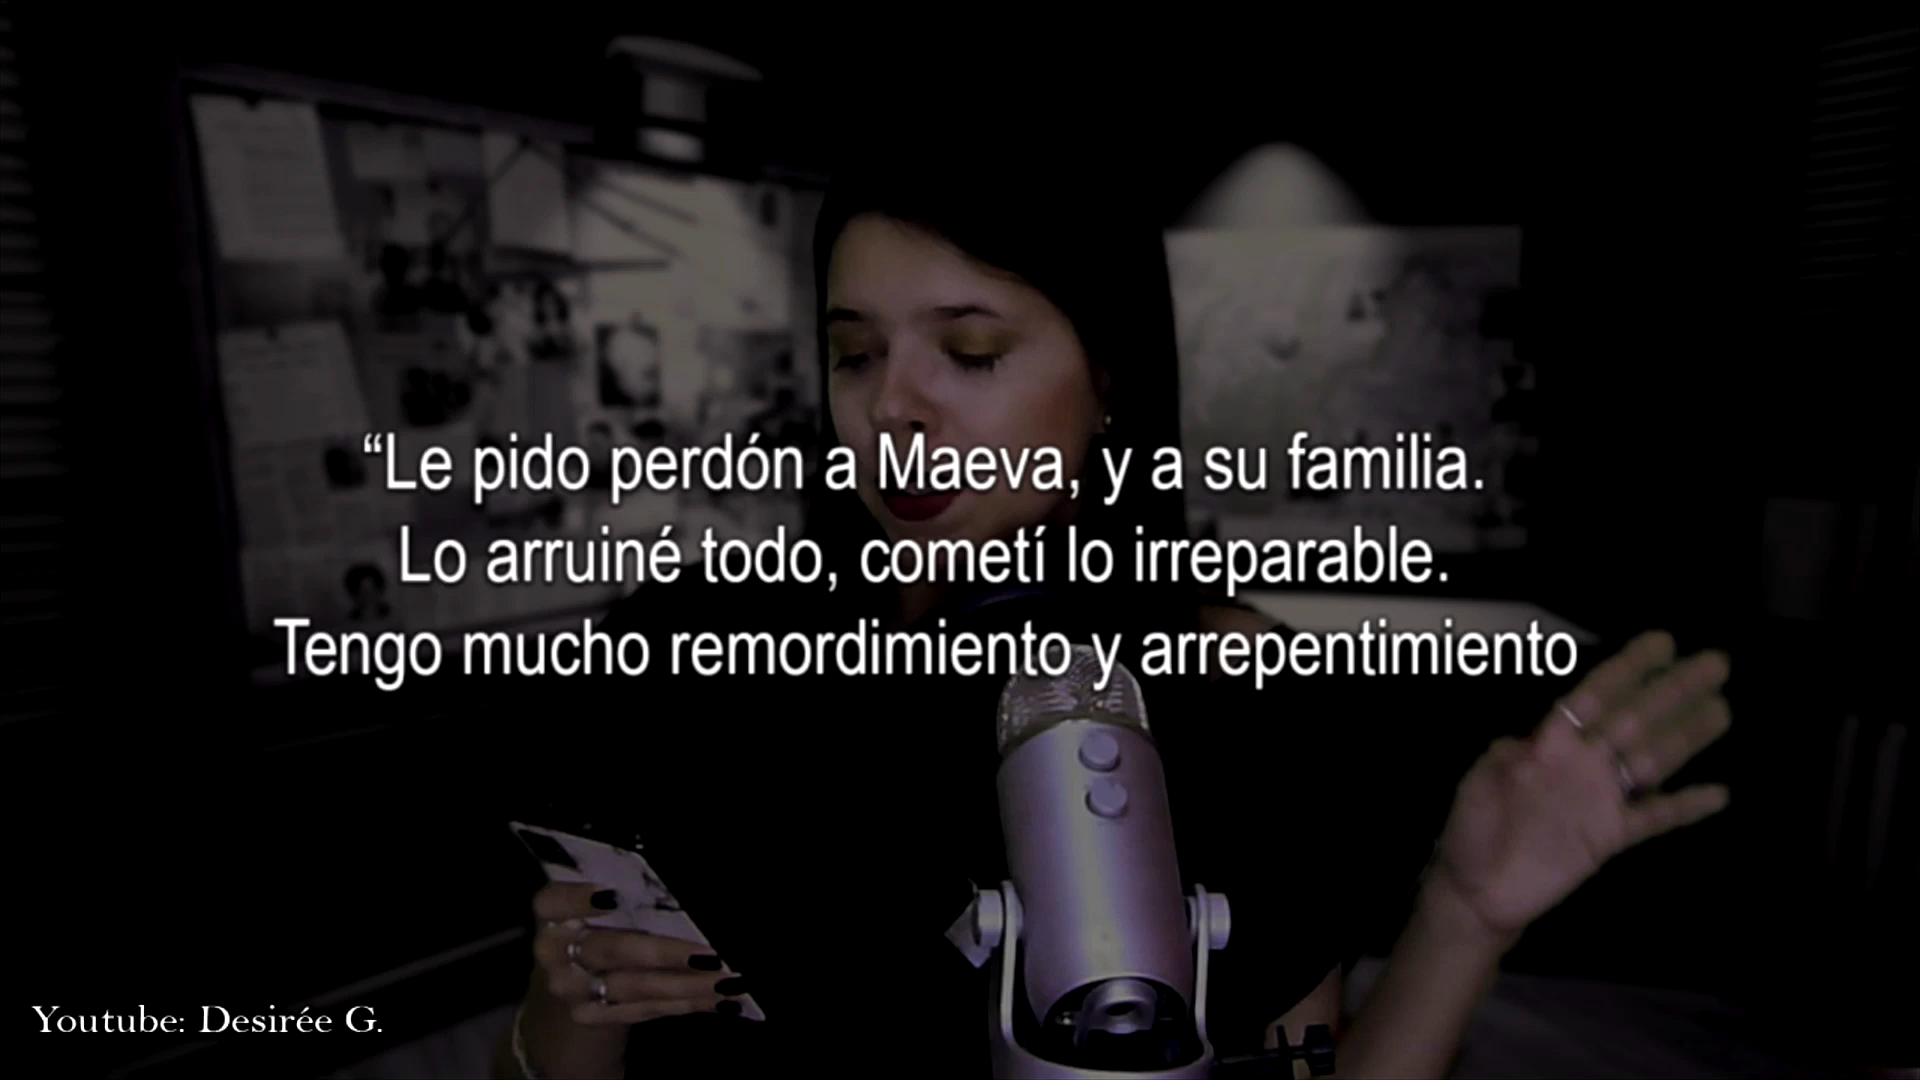 “Le pido perdón a Maeva, y a su familia.
Lo arruiné todo, cometí lo irreparable.
Tengo mucho remordimiento y arrepentimiento
Youtube: Desirée G.